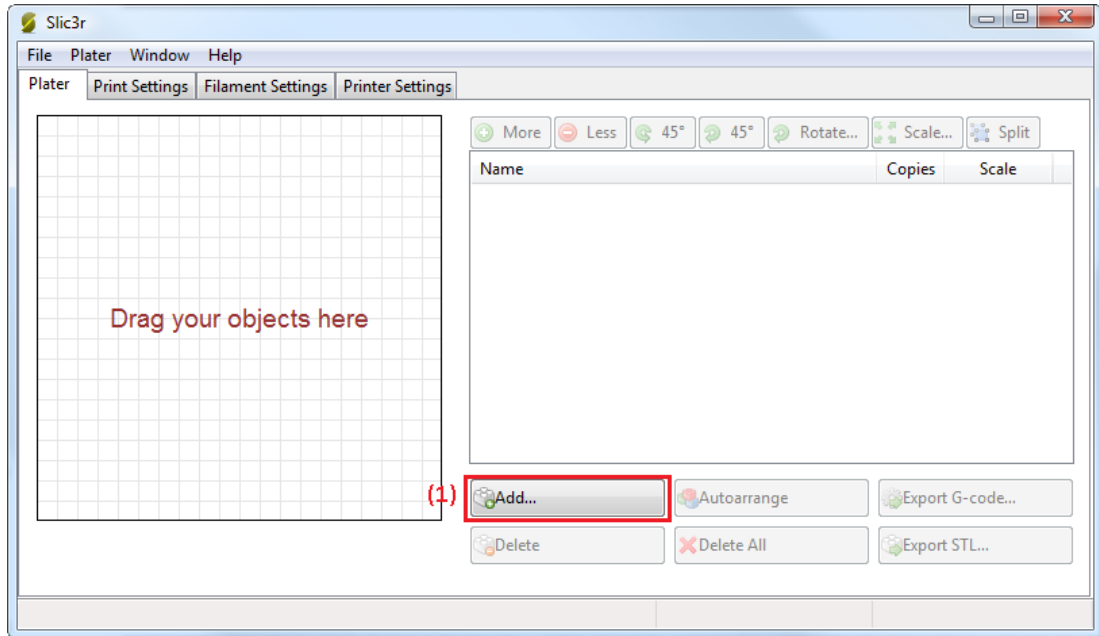 Slic3r
File Plater Window Help
Plater Print Settings Filament Settings Printer Settings
More Less 45° 45° Rotate... Scale... Split
Name Copies Scale
Drag your objects here
(1) Add... Autoarrange Export G-code...
Delete Delete All Export STL...